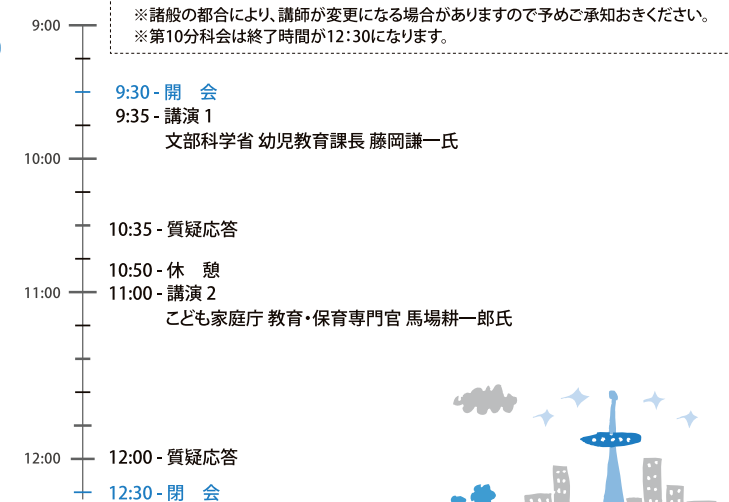 ※諸般の都合により、講師が変更になる場合がありますので予めご承知おきください。
※第10分科会は終了時間が12：30になります。
9:00
9:30 - 開　会
9:35 - 講演 1
文部科学省 幼児教育課長 藤岡謙一氏
10:00
10:35 - 質疑応答
10:50 - 休　憩
11:00
11:00 - 講演 2
こども家庭庁 教育・保育専門官 馬場耕一郎氏
12:00
12:00 - 質疑応答
12:30 - 閉　会